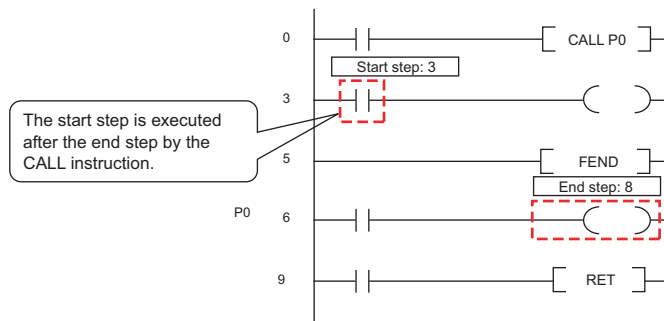 0 CALL P0
Start step: 3
3
The start step is executed
after the end step by the
CALL instruction.
5 FEND
End step: 8
P0 6
9 RET